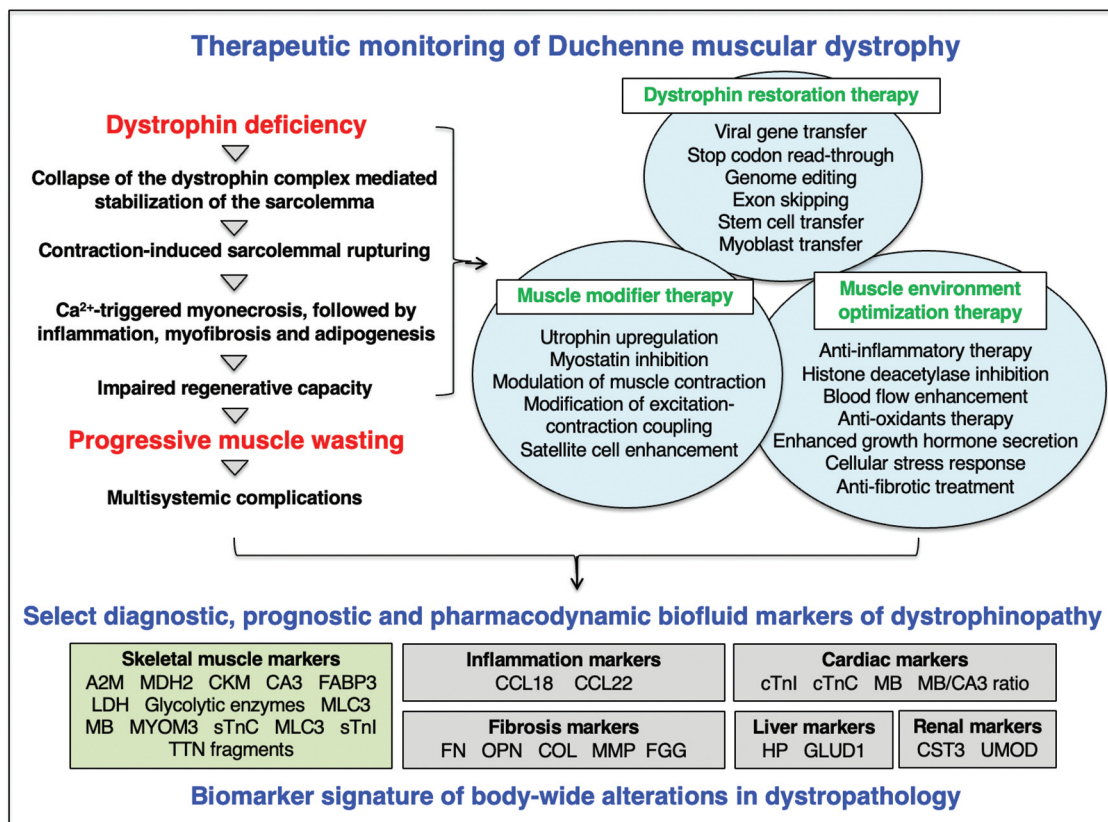 Therapeutic monitoring of Duchenne muscular dystrophy
Dystrophin deficiency
Collapse of the dystrophin complex mediated
stabilization of the sarcolemma
Contraction-induced sarcolemmal rupturing
Ca²⁺-triggered myonecrosis, followed by
inflammation, myofibrosis and adipogenesis
Impaired regenerative capacity
Progressive muscle wasting
Multisystemic complications
Dystrophin restoration therapy
Viral gene transfer
Stop codon read-through
Genome editing
Exon skipping
Stem cell transfer
Myoblast transfer
Muscle modifier therapy
Utrophin upregulation
Myostatin inhibition
Modulation of muscle contraction
Modification of excitation-
contraction coupling
Satellite cell enhancement
Muscle environment
optimization therapy
Anti-inflammatory therapy
Histone deacetylase inhibition
Blood flow enhancement
Anti-oxidants therapy
Enhanced growth hormone secretion
Cellular stress response
Anti-fibrotic treatment
Select diagnostic, prognostic and pharmacodynamic biofluid markers of dystrophinopathy
Skeletal muscle markers
A2M MDH2 CKM CA3 FABP3
LDH Glycolytic enzymes MLC3
MB MYOM3 sTnC MLC3 sTnI
TTN fragments
Inflammation markers
CCL18 CCL22
Cardiac markers
cTnI cTnC MB MB/CA3 ratio
Fibrosis markers
FN OPN COL MMP FGG
Liver markers
HP GLUD1
Renal markers
CST3 UMOD
Biomarker signature of body-wide alterations in dystropathology